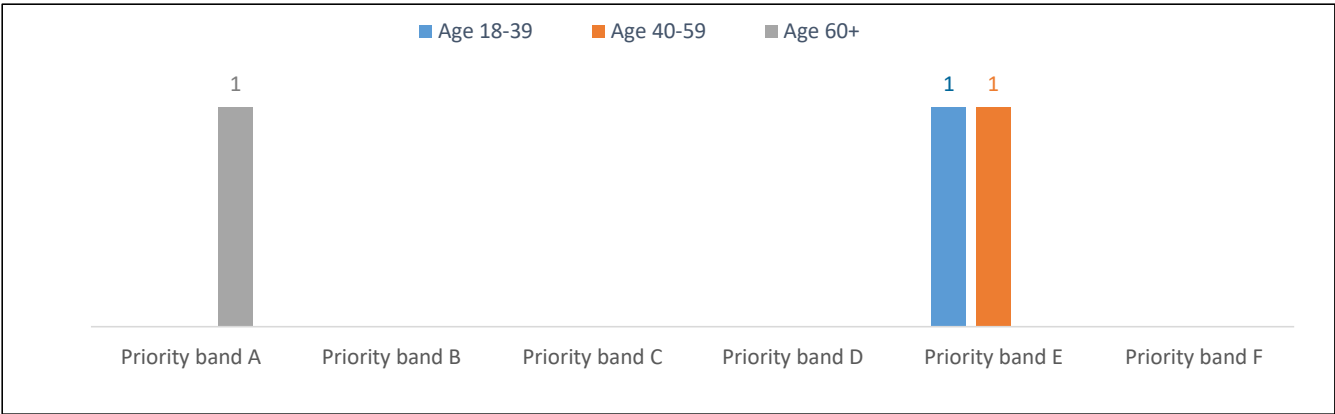 Age 18-39 Age 40-59 Age 60+
1 1 1
Priority band A Priority band B Priority band C Priority band D Priority band E Priority band F